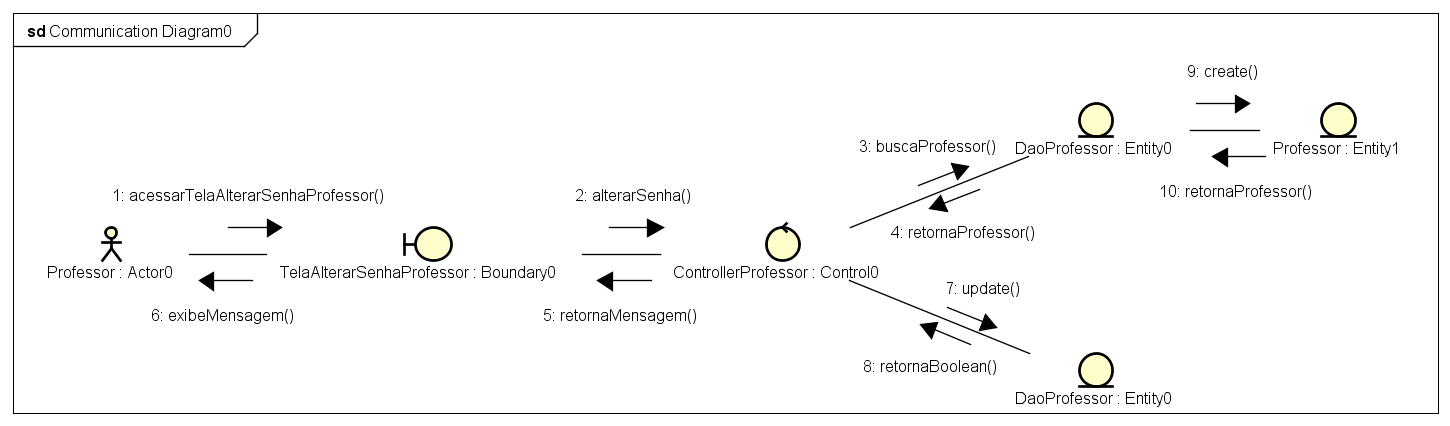 sd Communication Diagram0
9: create()
3: buscaProfessor()
DaoProfessor : Entity0
Professor : Entity1
10: retornaProfessor()
1: acessarTelaAlterarSenhaProfessor()
2: alterarSenha()
4: retornaProfessor()
Professor : Actor0
TelaAlterarSenhaProfessor : Boundary0
ControllerProfessor : Control0
7: update()
6: exibeMensagem()
5: retornaMensagem()
8: retornaBoolean()
DaoProfessor : Entity0